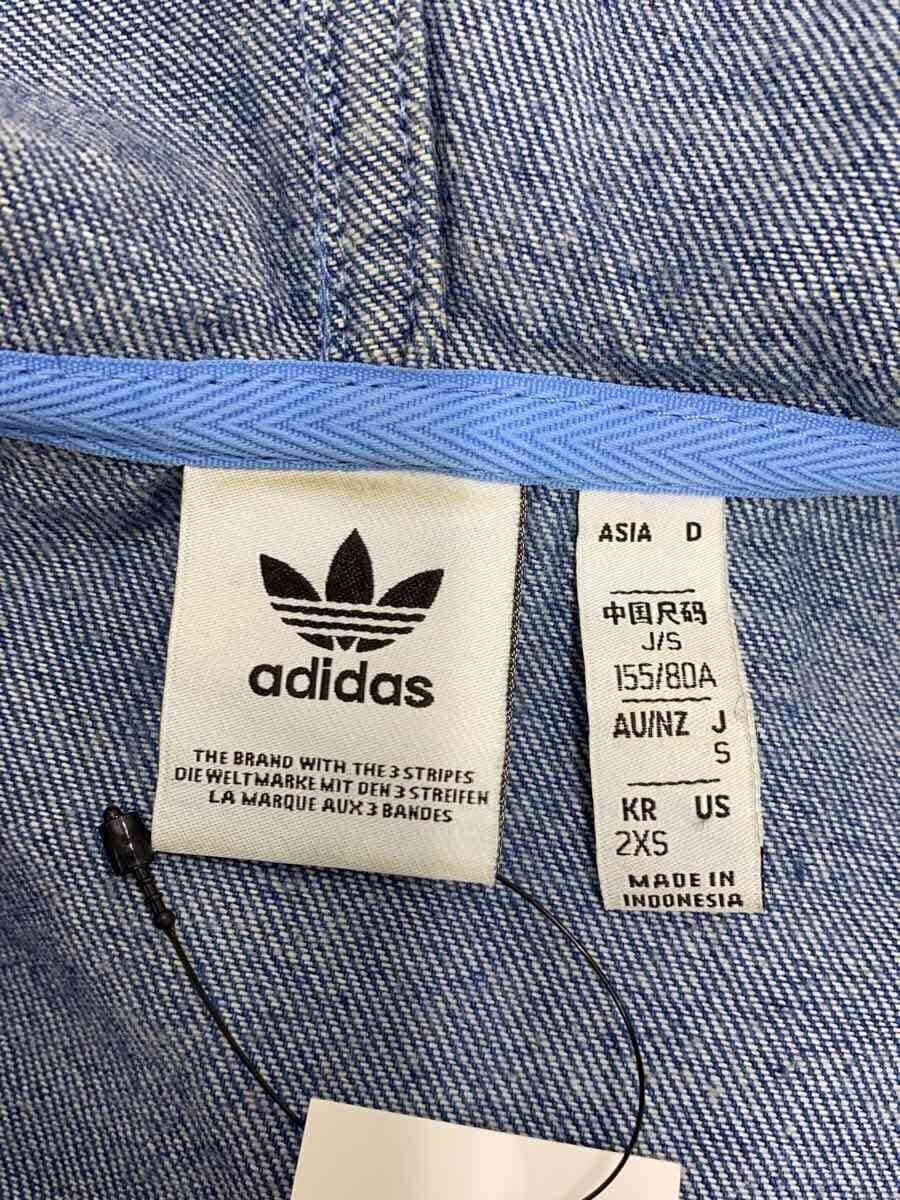 adidas
THE BRAND WITH THE 3 STRIPES
DIE WELTMARKE MIT DEN 3 STREIFEN
LA MARQUE AUX 3 BANDES
ASIA D
中国尺码
J/S
155/80A
AU/NZ J
S
KR US
2XS
MADE IN
INDONESIA